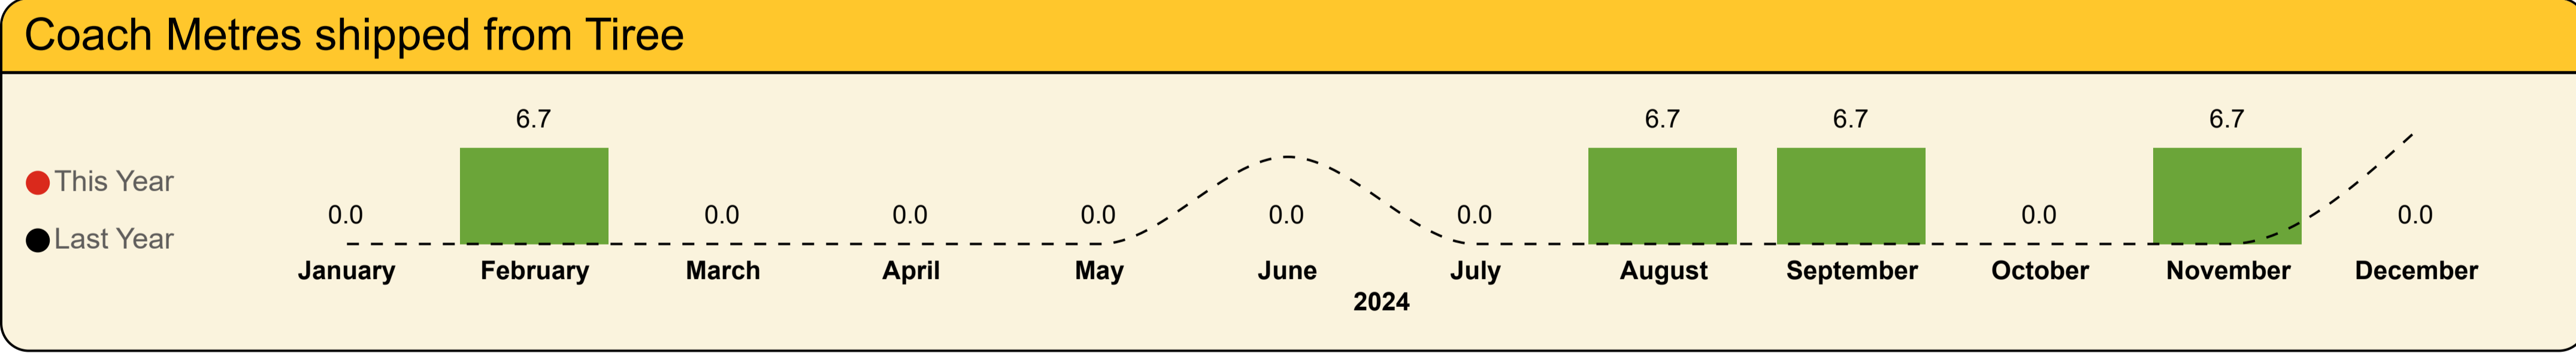 Coach Metres shipped from Tiree
6.7 6.7 6.7 6.7
This Year
0.0 0.0 0.0 0.0 0.0 0.0 0.0 0.0
Last Year
January February March April May June July August September October November December
2024